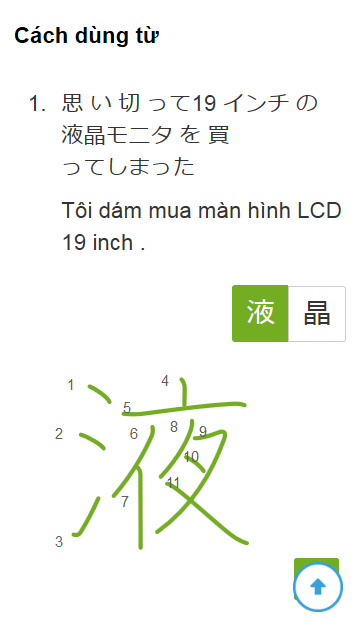 Cách dùng từ
1. 思 い 切 って19 インチ の
液晶モニタ を 買
ってしまった
Tôi dám mua màn hình LCD
19 inch .
液 晶
1 4
5
2 6 8 9
10
11
7
3
液